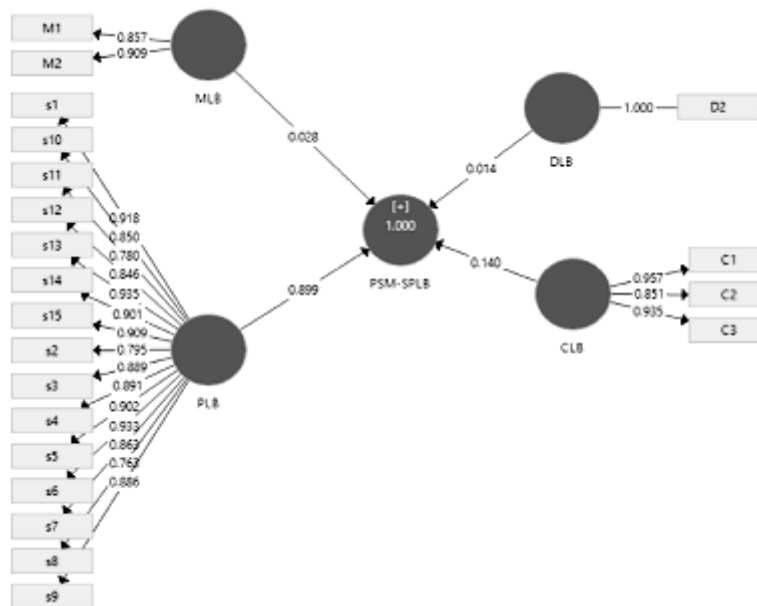 M1
M2
0.857
0.909
MLB
s1
s10
s11
s12
s13
s14
s15
s2
s3
s4
s5
s6
s7
s8
s9
0.918
0.850
0.780
0.846
0.935
0.901
0.909
0.795
0.889
0.891
0.902
0.933
0.863
0.763
0.886
PLB
0.028
0.899
[+]
1.000
PSM-SPLB
0.014
DLB
1.000
D2
0.140
CLB
0.957
0.851
0.935
C1
C2
C3